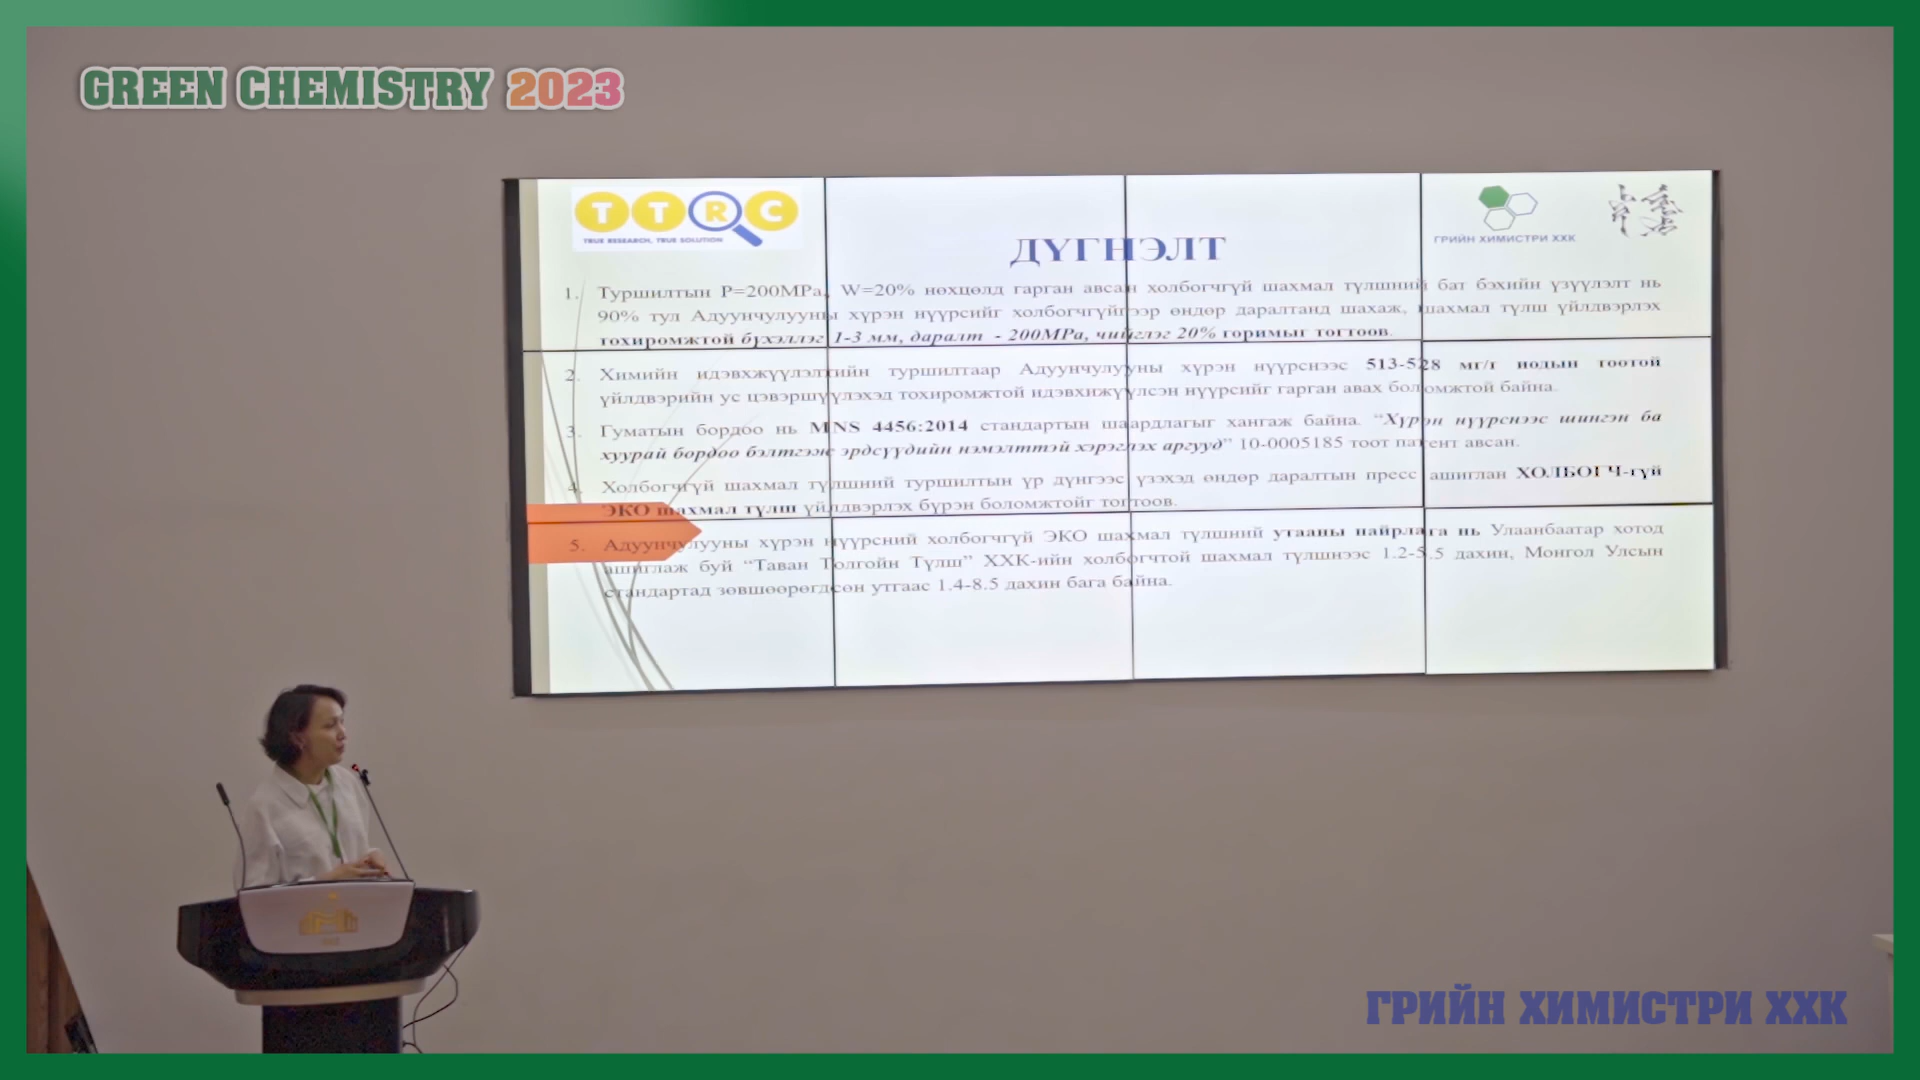 GREEN CHEMISTRY 2023
TTRC
TRUE RESEARCH, TRUE SOLUTION
ГРИЙН ХИМИСТРИ ХХК
ДҮГНЭЛТ
1. Туршилтын P=200MPa, W=20% нөхцөлд гарган авсан холбогчгүй шахмал түлшний бат бэхийн үзүүлэлт нь
90% тул Адуунчулууны хүрэн нүүрсийг холбогчгүйгээр өндөр даралтанд шахаж, шахмал түлш үйлдвэрлэх
тохиромжтой бүхэллэг 1-3 мм, даралт - 200MPa, чийглэг 20% горимыг тогтоов.
2. Химийн идэвхжүүлэлтийн туршилтаар Адуунчулууны хүрэн нүүрснээс 513-528 мг/г иодын тоотой
үйлдвэрийн ус цэвэршүүлэхэд тохиромжтой идэвхижүүлсэн нүүрсийг гарган авах боломжтой байна.
3. Гуматын бордоо нь MNS 4456:2014 стандартын шаардлагыг хангаж байна. “Хүрэн нүүрснээс шингэн ба
хуурай бордоо бэлтгэж эрдсүүдийн нэмэлттэй хэрэглэх аргууд” 10-0005185 тоот патент авсан.
4. Холбогчгүй шахмал түлшний туршилтын үр дүнгээс үзэхэд өндөр даралтын пресс ашиглан ХОЛБОГЧ-гүй
ЭКО шахмал түлш үйлдвэрлэх бүрэн боломжтойг тогтоов.
5. Адуунчулууны хүрэн нүүрсний холбогчгүй ЭКО шахмал түлшний утааны найрлага нь Улаанбаатар хотод
ашиглаж буй “Таван Толгойн Түлш” ХХК-ийн холбогчтой шахмал түлшнээс 1.2-5.5 дахин, Монгол Улсын
стандартад зөвшөөрөгдсөн утгаас 1.4-8.5 дахин бага байна.
ГРИЙН ХИМИСТРИ ХХК